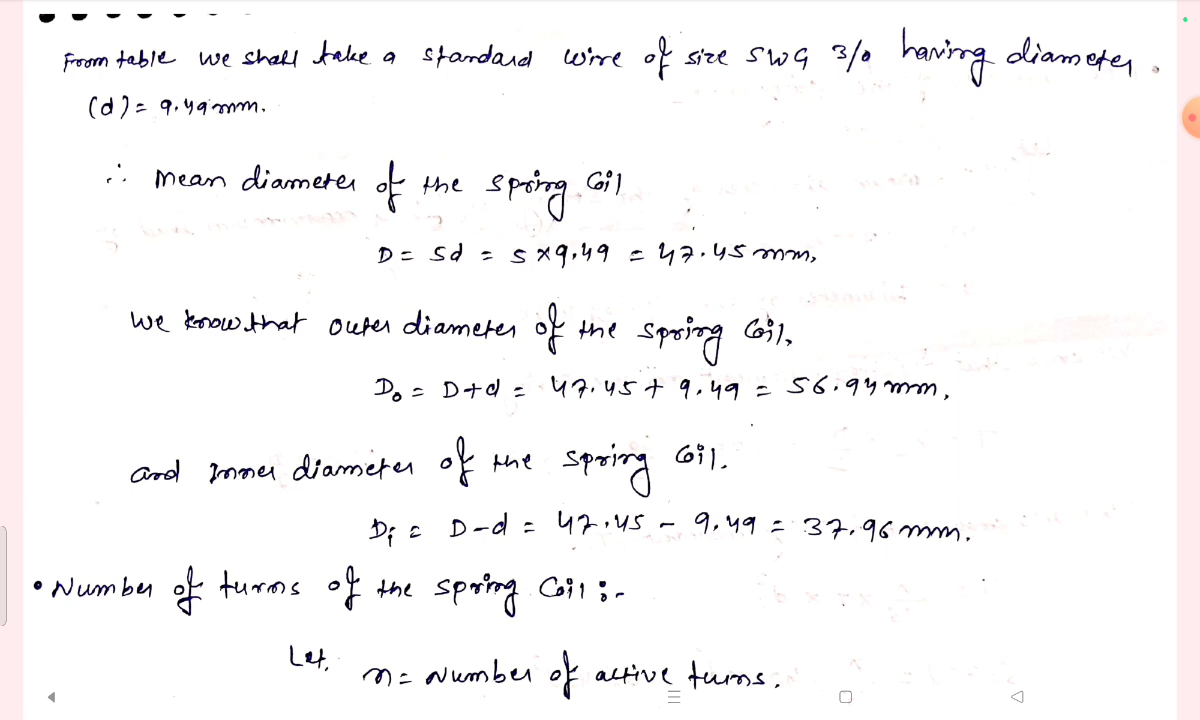 From table we shall take a standard wire of size SWG 3/0 having diameter
(d) = 9.49 mm.
∴ Mean diameter of the spring Coil
D = 5d = 5 × 9.49 = 47.45 mm,
We know that outer diameter of the spring Coil,
D₀ = D + d = 47.45 + 9.49 = 56.94 mm,
and Inner diameter of the spring Coil.
Dᵢ = D - d = 47.45 - 9.49 = 37.96 mm.
• Number of turns of the spring Coil :-
Let,
n = Number of active turns.